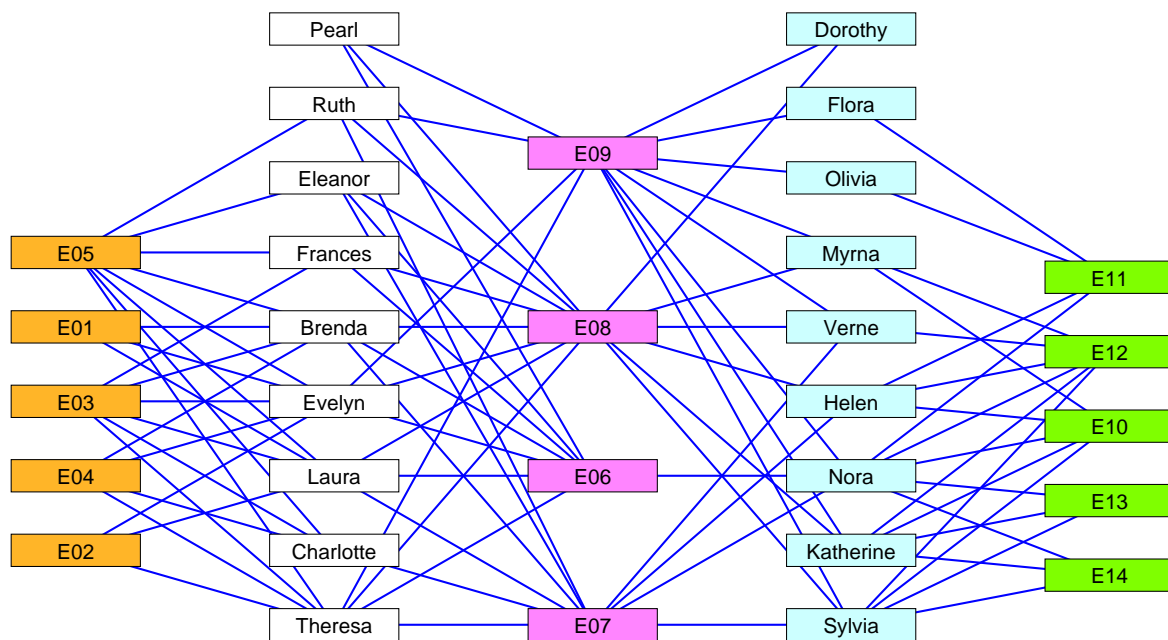 Pearl
Dorothy
Ruth
Flora
E09
Eleanor
Olivia
E05
Frances
Myrna
E11
E01
Brenda
E08
Verne
E12
E03
Evelyn
Helen
E10
E04
Laura
E06
Nora
E13
E02
Charlotte
Katherine
E14
Theresa
E07
Sylvia